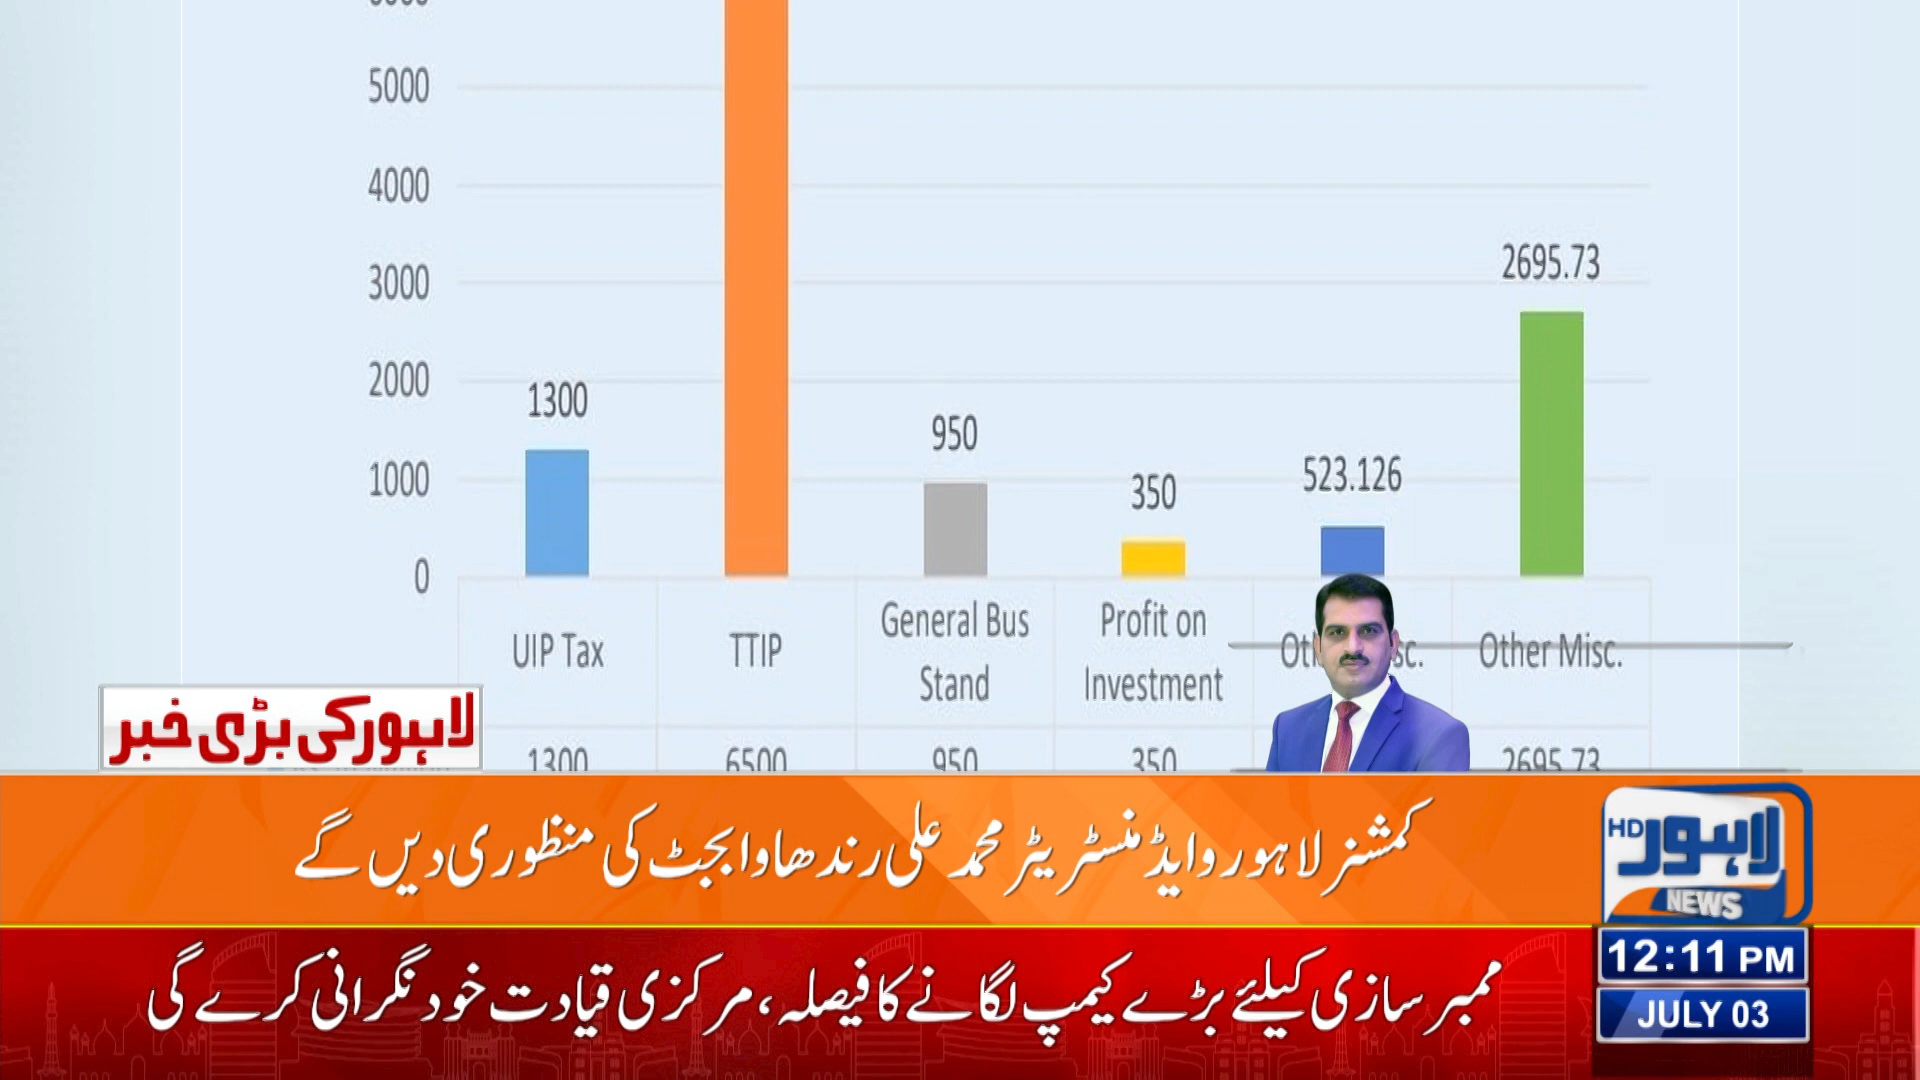 5000
4000
3000
2000
1000
0
1300
950
350
523.126
2695.73
UIP Tax
TTIP
General Bus
Stand
Profit on
Investment
Other Misc.
1300
6500
950
350
2695.73
لاہور کی بڑی خبر
کمشنر لاہور و ایڈمنسٹریٹر محمد علی رندھاوا بجٹ کی منظوری دیں گے
ممبر سازی کیلئے بڑے کیمپ لگانے کا فیصلہ، مرکزی قیادت خود نگرانی کرے گی
لاہور HD
NEWS
12:11 PM
JULY 03